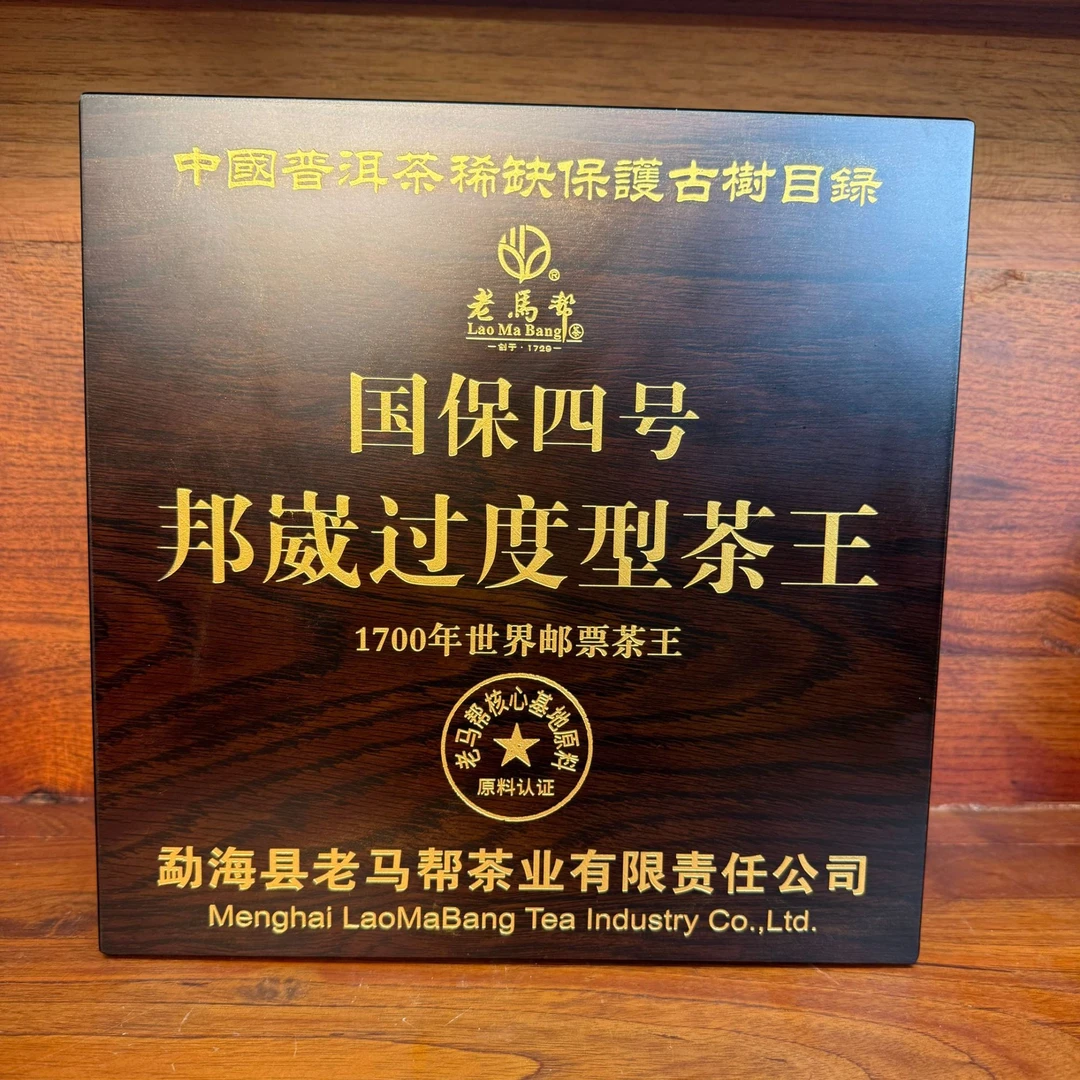 中國普洱茶稀缺保護古樹目録
®
老馬帮
Lao Ma Bang 茶
创于·1729
国保四号
邦崴过度型茶王
1700年世界邮票茶王
老马帮核心基地原料
原料认证
勐海县老马帮茶业有限责任公司
Menghai LaoMaBang Tea Industry Co.,Ltd.